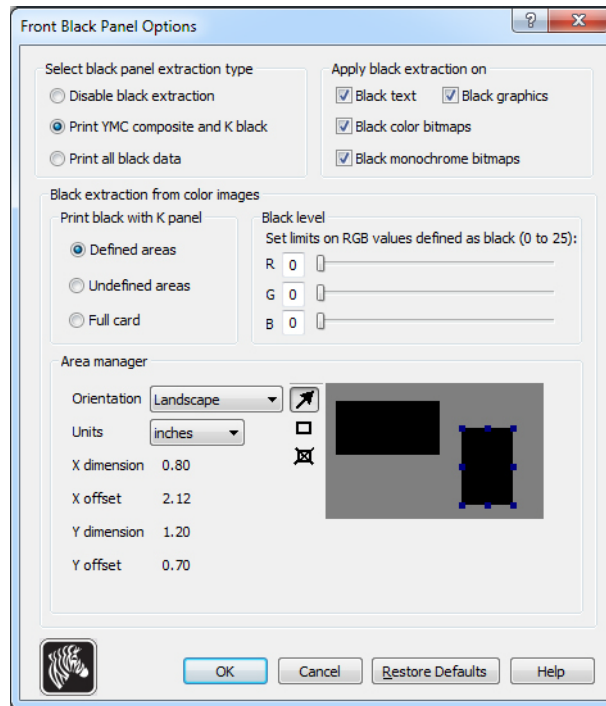 Front Black Panel Options
Select black panel extraction type
Disable black extraction
Print YMC composite and K black
Print all black data
Apply black extraction on
Black text
Black graphics
Black color bitmaps
Black monochrome bitmaps
Black extraction from color images
Print black with K panel
Defined areas
Undefined areas
Full card
Black level
Set limits on RGB values defined as black (0 to 25):
R 0
G 0
B 0
Area manager
Orientation Landscape
Units inches
X dimension 0.80
X offset 2.12
Y dimension 1.20
Y offset 0.70
OK Cancel Restore Defaults Help